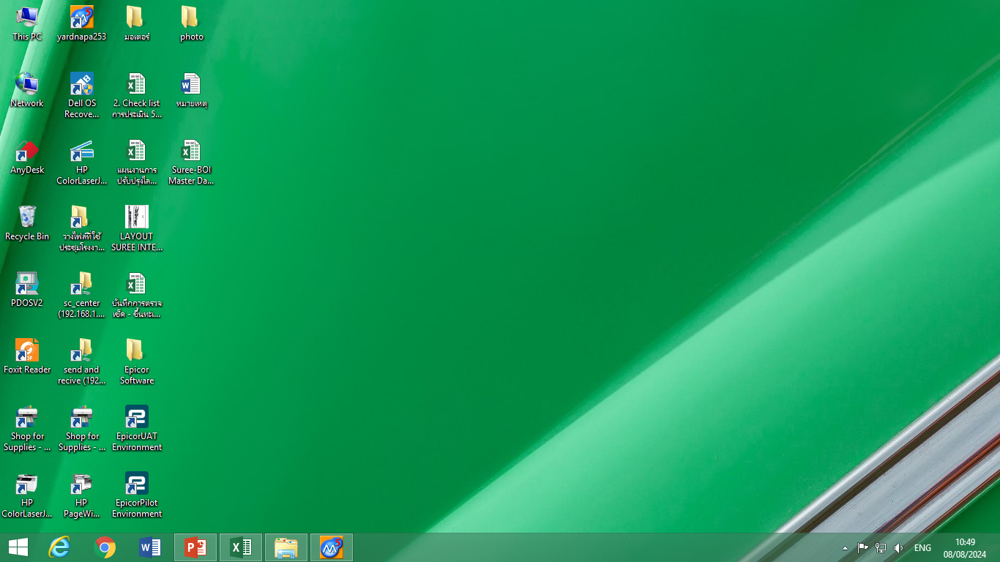 This PC
yardnapa253
มอเตอร์
photo
Network
Dell OS
Recove...
2. Check list
การประเมิน 5...
หมายเหตุ
AnyDesk
HP
ColorLaserJ...
แผนงานการ
ปรับปรุงไล...
Suree-BOI
Master Da...
Recycle Bin
วางไฟล์ที่ใช้
ประชุมโรงงา...
LAYOUT
SUREE INTE...
PDOSV2
sc_center
(192.168.1....
บันทึกการตรวจ
เช็ค - ขึ้นทะเ...
Foxit Reader
send and
recive (192...
Epicor
Software
Shop for
Supplies - ...
Shop for
Supplies - ...
EpicorUAT
Environment
HP
ColorLaserJ...
HP
PageWi...
EpicorPilot
Environment
ENG
10:49
08/08/2024